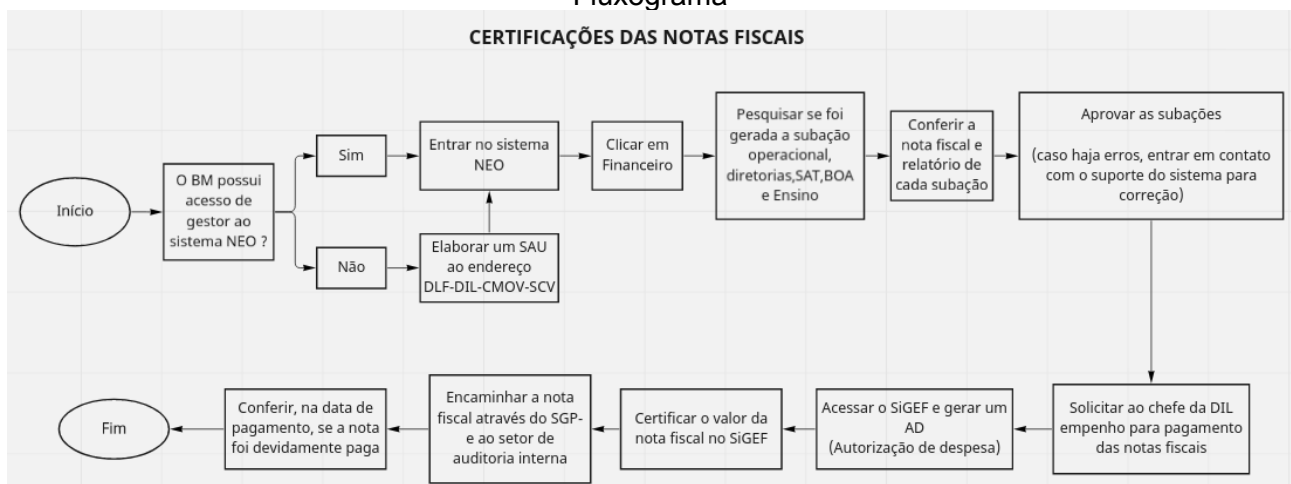 Fluxograma
CERTIFICAÇÕES DAS NOTAS FISCAIS
Início
O BM possui
acesso de
gestor ao
sistema NEO ?
Sim
Não
Entrar no sistema
NEO
Elaborar um SAU
ao endereço
DLF-DIL-CMOV-SCV
Clicar em
Financeiro
Pesquisar se foi
gerada a subação
operacional,
diretorias,SAT,BOA
e Ensino
Conferir a
nota fiscal e
relatório de
cada subação
Aprovar as subações
(caso haja erros, entrar em contato
com o suporte do sistema para
correção)
Solicitar ao chefe da DIL
empenho para pagamento
das notas fiscais
Acessar o SiGEF e gerar um
AD
(Autorização de despesa)
Certificar o valor da
nota fiscal no SiGEF
Encaminhar a nota
fiscal através do SGP-
e ao setor de
auditoria interna
Conferir, na data de
pagamento, se a nota
foi devidamente paga
Fim